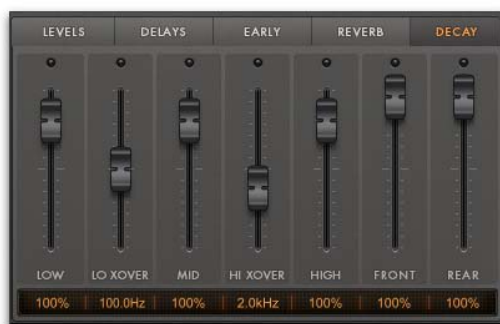 LEVELS DELAYS EARLY REVERB DECAY
LOW LO XOVER MID HI XOVER HIGH FRONT REAR
100% 100.0Hz 100% 2.0kHz 100% 100% 100%